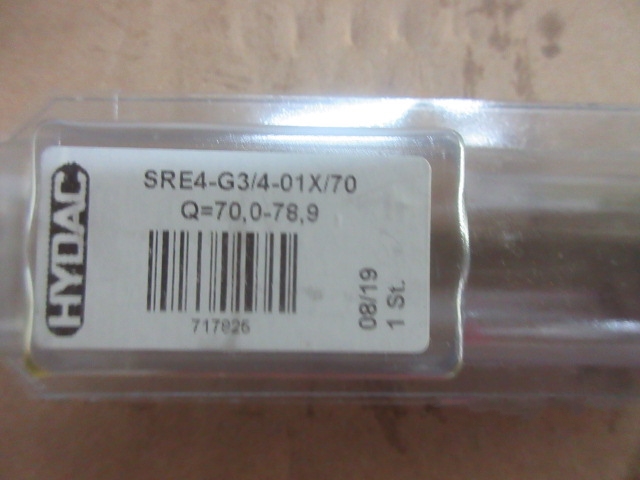 HYDAC
SRE4-G3/4-01X/70
Q=70,0-78,9
717826
08/19
1 St.